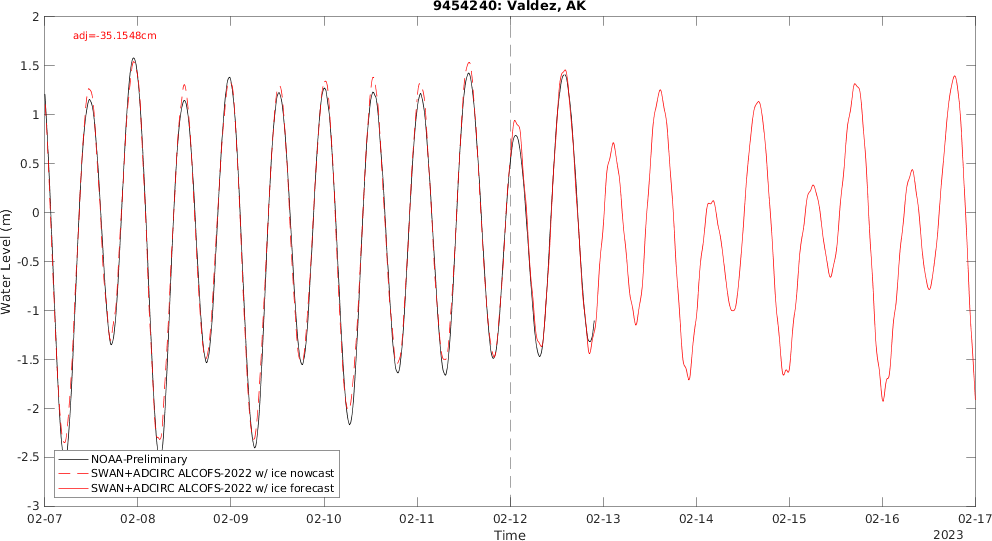 9454240: Valdez, AK
adj=-35.1548cm
2
1.5
1
0.5
0
-0.5
-1
-1.5
-2
-2.5
-3
Water Level (m)
NOAA-Preliminary
SWAN+ADCIRC ALCOFS-2022 w/ ice nowcast
SWAN+ADCIRC ALCOFS-2022 w/ ice forecast
02-07 02-08 02-09 02-10 02-11 02-12 02-13 02-14 02-15 02-16 02-17
Time
2023